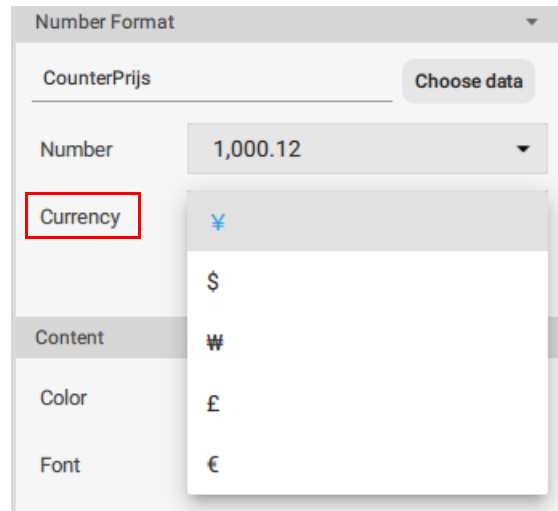 Number Format
CounterPrijs
Choose data
Number
1,000.12
Currency
¥
$
₩
Content
Color
£
Font
€